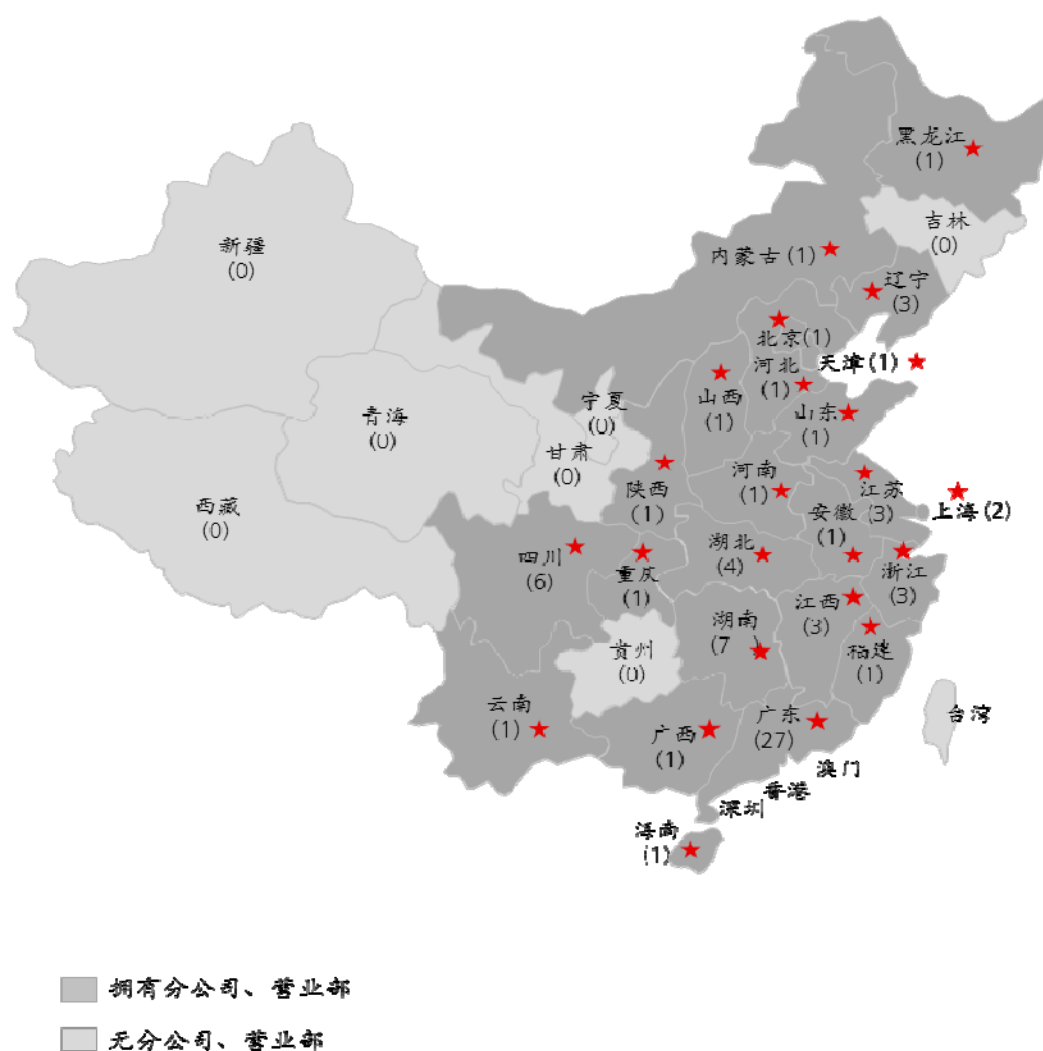 黑龙江
(1)
吉林
(0)
新疆
(0)
内蒙古(1)
辽宁
(3)
北京(1)
天津(1)
河北
(1)
山西
(1)
宁夏
(0)
山东
(1)
青海
(0)
甘肃
(0)
河南
(1)
陕西
(1)
江苏
(3)
西藏
(0)
安徽
(1)
上海(2)
四川
(6)
重庆
(1)
湖北
(4)
浙江
(3)
江西
(3)
湖南
(7 )
福建
(1)
贵州
(0)
云南
(1)
广西
(1)
广东
(27)
台湾
澳门
香港
深圳
海南
(1)
拥有分公司、营业部
无分公司、营业部